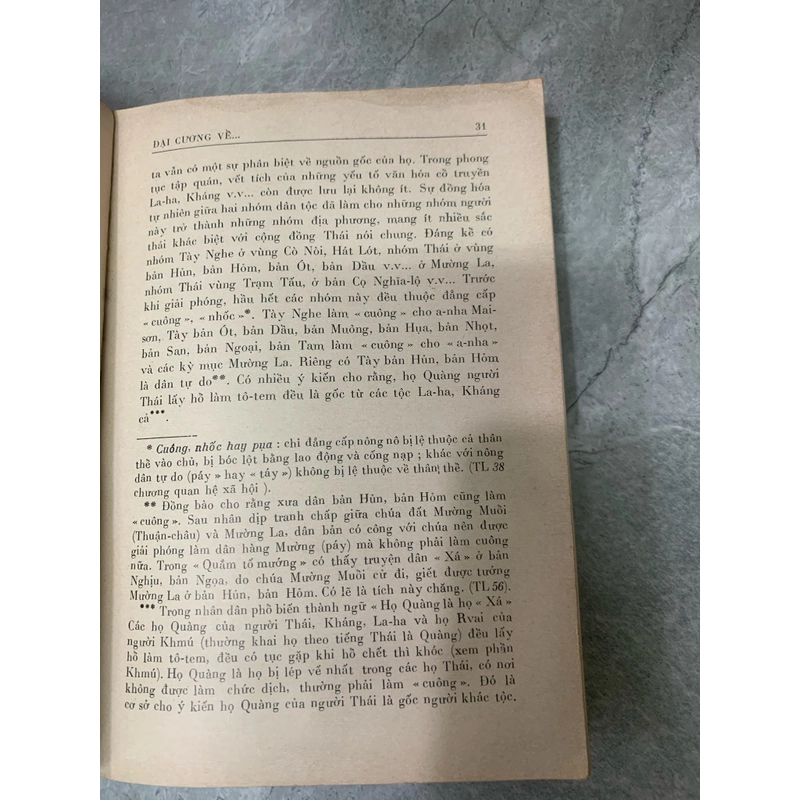 ĐẠI CƯƠNG VỀ... 31
ta vẫn có một sự phân biệt về nguồn gốc của họ. Trong phong
tục tập quán, vết tích của những yếu tố văn hóa cổ truyền
La-ha, Kháng v.v... còn được lưu lại không ít. Sự đồng hóa
tự nhiên giữa hai nhóm dân tộc đã làm cho những nhóm người
này trở thành những nhóm địa phương, mang ít nhiều sắc
thái khác biệt với cộng đồng Thái nói chung. Đáng kể có
nhóm Tày Nghe ở vùng Cò Nòi, Hát Lót, nhóm Thái ở vùng
bản Hủn, bản Hỏm, bản Ót, bản Dầu v.v... ở Mường La,
nhóm Thái vùng Trạm Tấu, ở bản Cọ Nghĩa-lộ v.v... Trước
khi giải phóng, hầu hết các nhóm này đều thuộc đẳng cấp
« cuông », « nhốc »*. Tày Nghe làm « cuông » cho a-nha Mai-
sơn, Tày bản Ót, bản Dầu, bản Muông, bản Hụa, bản Nhọt,
bản San, bản Ngoại, bản Tam làm « cuông » cho « a-nha »
và các kỳ mục Mường La. Riêng có Tày bản Hủn, bản Hỏm
là dân tự do**. Có nhiều ý kiến cho rằng, họ Quàng người
Thái lấy hổ làm tô-tem đều là gốc từ các tộc La-ha, Kháng
cả***.
* Cuông, nhốc hay pụa : chỉ đẳng cấp nông nô bị lệ thuộc cả thân
thể vào chủ, bị bóc lột bằng lao động và cống nạp ; khác với nông
dân tự do (páy » hay « táy ») không bị lệ thuộc về thân thể. (TL 38
chương quan hệ xã hội ).
** Đồng bào cho rằng xưa dân bản Hủn, bản Hỏm cũng làm
« cuông ». Sau nhân dịp tranh chấp giữa chúa đất Mường Muồi
(Thuận-châu) và Mường La, dân bản có công với chúa nên được
giải phóng làm dân hàng Mường (páy) mà không phải làm cuông
nữa. Trong « Quắm tố mướng » có thấy truyện dân « Xá » ở bản
Nghịu, bản Ngọa, do chúa Mường Muồi cử đi, giết được tướng
Mường La ở bản Hủn, bản Hỏm. Có lẽ là tích này chăng. (TL 56).
*** Trong nhân dân phổ biến thành ngữ « Họ Quàng là họ « Xá »
Các họ Quàng của người Thái, Kháng, La-ha và họ Rvai của
người Khmú (thường khai họ theo tiếng Thái là Quàng) đều lấy
hổ làm tô-tem, đều có tục gặp khi hổ chết thì khóc (xem phần
Khmú). Họ Quàng là họ bị lép vế nhất trong các họ Thái, có nơi
không được làm chức dịch, thường phải làm « cuông ». Đó là
cơ sở cho ý kiến họ Quàng của người Thái là gốc người khác tộc.